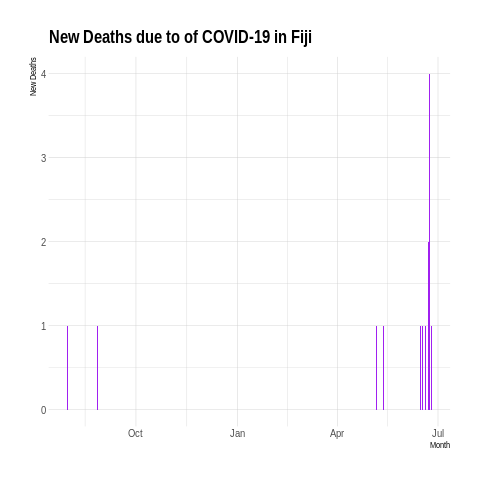 New Deaths due to of COVID-19 in Fiji
New Deaths
4
3
2
1
0
Oct Jan Apr Jul
Month